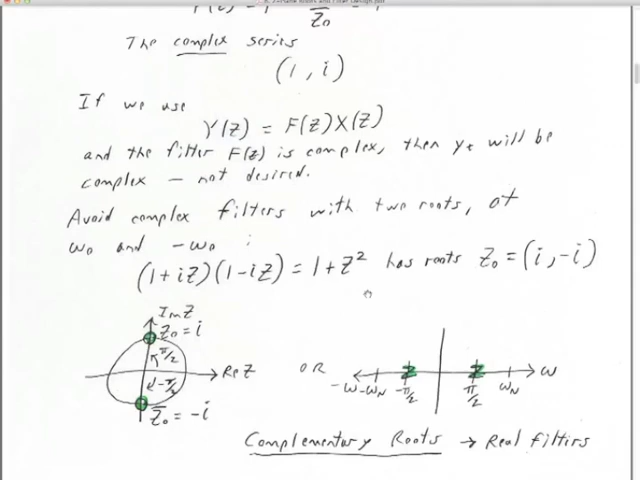 Z₀
The complex series
(1, i)
If we use
Y(Z) = F(Z)X(Z)
and the filter F(Z) is complex, then yₜ will be
complex – not desired.
Avoid complex filters with two roots, at
ω₀ and -ω₀ :
(1+iZ)(1-iZ) = 1+Z² has roots Z₀ = (i, -i)
Im Z
Z₀ = i
π/2
Re Z
-π/2
Z₀ = -i
OR
-ω -ωN -π/2 π/2 ωN ω
Complementary Roots → Real filters